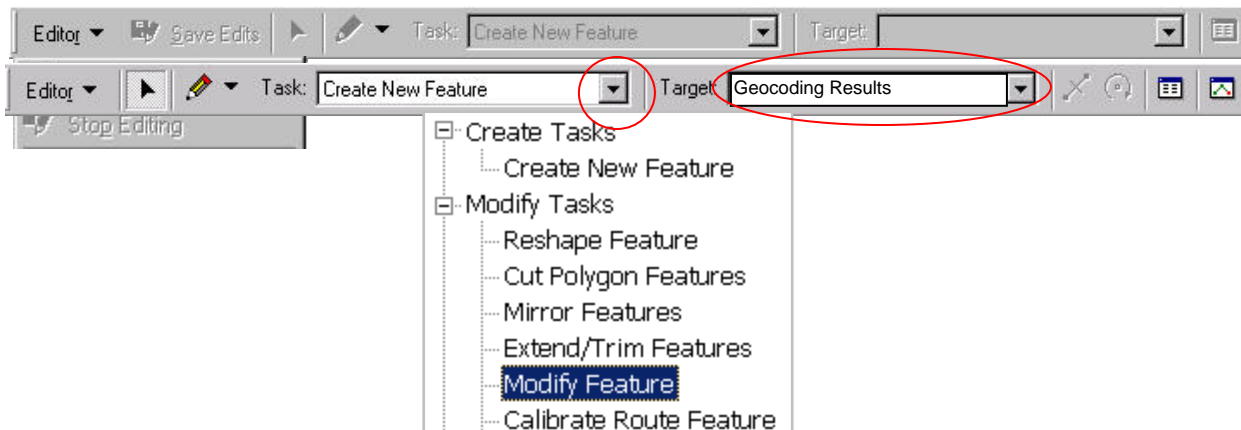 Editor Save Edits Task: Create New Feature Target:
Editor Task: Create New Feature Target: Geocoding Results
Stop Editing
Create Tasks
Create New Feature
Modify Tasks
Reshape Feature
Cut Polygon Features
Mirror Features
Extend/Trim Features
Modify Feature
Calibrate Route Feature